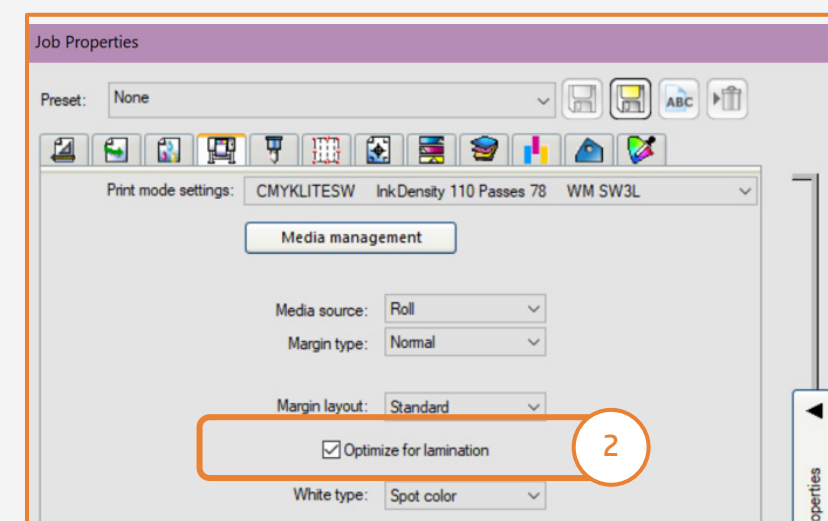 Job Properties
Preset: None
ABC
Print mode settings: CMYKLITESW InkDensity 110 Passes 78 WM SW3L
Media management
Media source: Roll
Margin type: Normal
Margin layout: Standard
Optimize for lamination
2
White type: Spot color